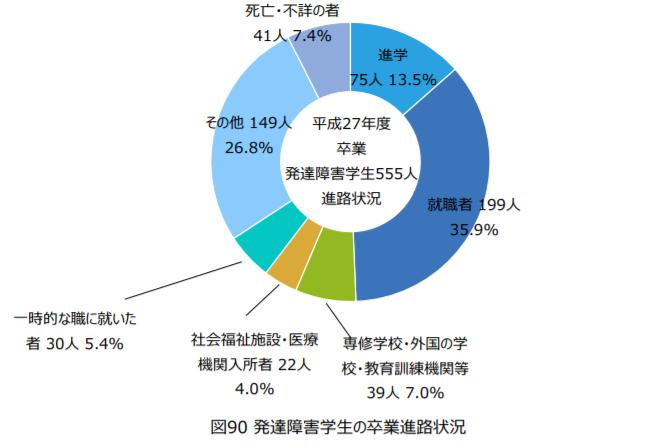 死亡・不詳の者
41人 7.4%
進学
75人 13.5%
その他 149人
26.8%
平成27年度
卒業
発達障害学生555人
進路状況
就職者 199人
35.9%
一時的な職に就いた
者 30人 5.4%
社会福祉施設・医療
機関入所者 22人
4.0%
専修学校・外国の学
校・教育訓練機関等
39人 7.0%
図90 発達障害学生の卒業進路状況